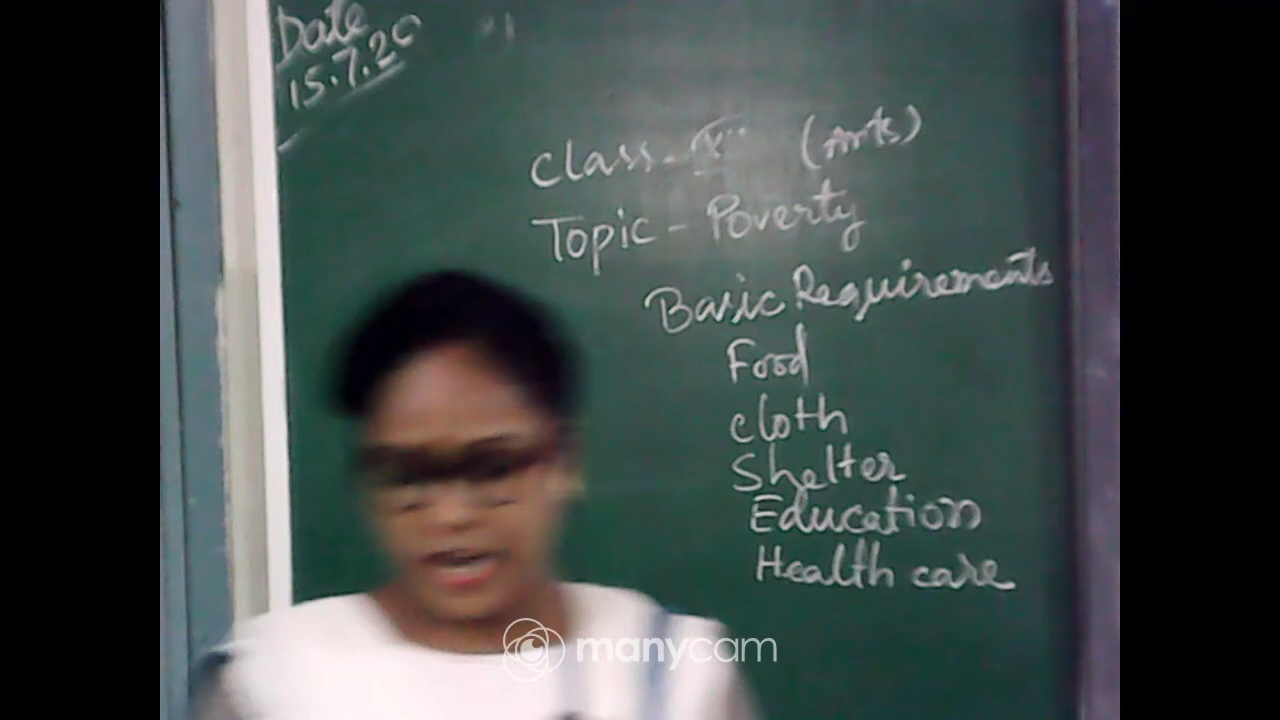 Date
15.7.20
Class - X (Arts)
Topic - Poverty
Basic Requirements
Food
Cloth
Shelter
Education
Health care
manycam